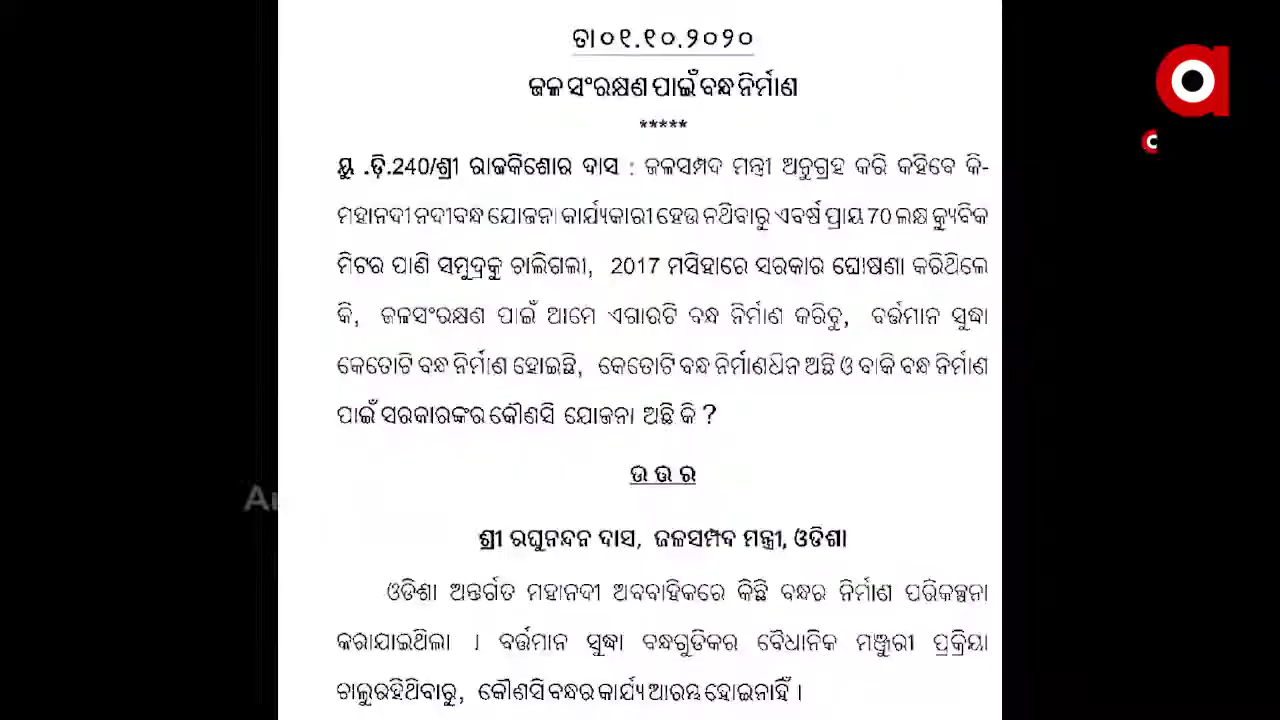 ତା୦୧.୧୦.୨୦୨୦
ଜଳ ସଂରକ୍ଷଣ ପାଇଁ ବନ୍ଧ ନିର୍ମାଣ
*****
ୟୁ .ଡ଼ି.240/ଶ୍ରୀ ରାଜକିଶୋର ଦାସ : ଜଳସମ୍ପଦ ମନ୍ତ୍ରୀ ଅନୁଗ୍ରହ କରି କହିବେ କି-
ମହାନଦୀ ନଦୀବନ୍ଧ ଯୋଜନା କାର୍ଯ୍ୟକାରୀ ହେଉ ନଥିବାରୁ ଏବର୍ଷ ପ୍ରାୟ 70 ଲକ୍ଷ କ୍ୟୁବିକ
ମିଟର ପାଣି ସମୁଦ୍ରକୁ ଚାଲିଗଲା, 2017 ମସିହାରେ ସରକାର ଘୋଷଣା କରିଥିଲେ
କି, ଜଳସଂରକ୍ଷଣ ପାଇଁ ଆମେ ଏଗାରଟି ବନ୍ଧ ନିର୍ମାଣ କରିବୁ, ବର୍ତ୍ତମାନ ସୁଦ୍ଧା
କେତୋଟି ବନ୍ଧ ନିର୍ମାଣ ହୋଇଛି, କେତୋଟି ବନ୍ଧ ନିର୍ମାଣଧିନ ଅଛି ଓ ବାକି ବନ୍ଧ ନିର୍ମାଣ
ପାଇଁ ସରକାରଙ୍କର କୌଣସି ଯୋଜନା ଅଛି କି ?
ଉ ତ୍ତ ର
ଶ୍ରୀ ରଘୁନନ୍ଦନ ଦାସ, ଜଳସମ୍ପଦ ମନ୍ତ୍ରୀ, ଓଡିଶା
ଓଡିଶା ଅନ୍ତର୍ଗତ ମହାନଦୀ ଅବବାହିକରେ କିଛି ବନ୍ଧର ନିର୍ମାଣ ପରିକଳ୍ପନା
କରାଯାଇଥିଲା । ବର୍ତ୍ତମାନ ସୁଦ୍ଧା ବନ୍ଧଗୁଡିକର ବୈଧାନିକ ମଞ୍ଜୁରୀ ପ୍ରକ୍ରିୟା
ଚାଲୁରହିଥିବାରୁ, କୌଣସି ବନ୍ଧର କାର୍ଯ୍ୟ ଆରମ୍ଭ ହୋଇନାହିଁ ।